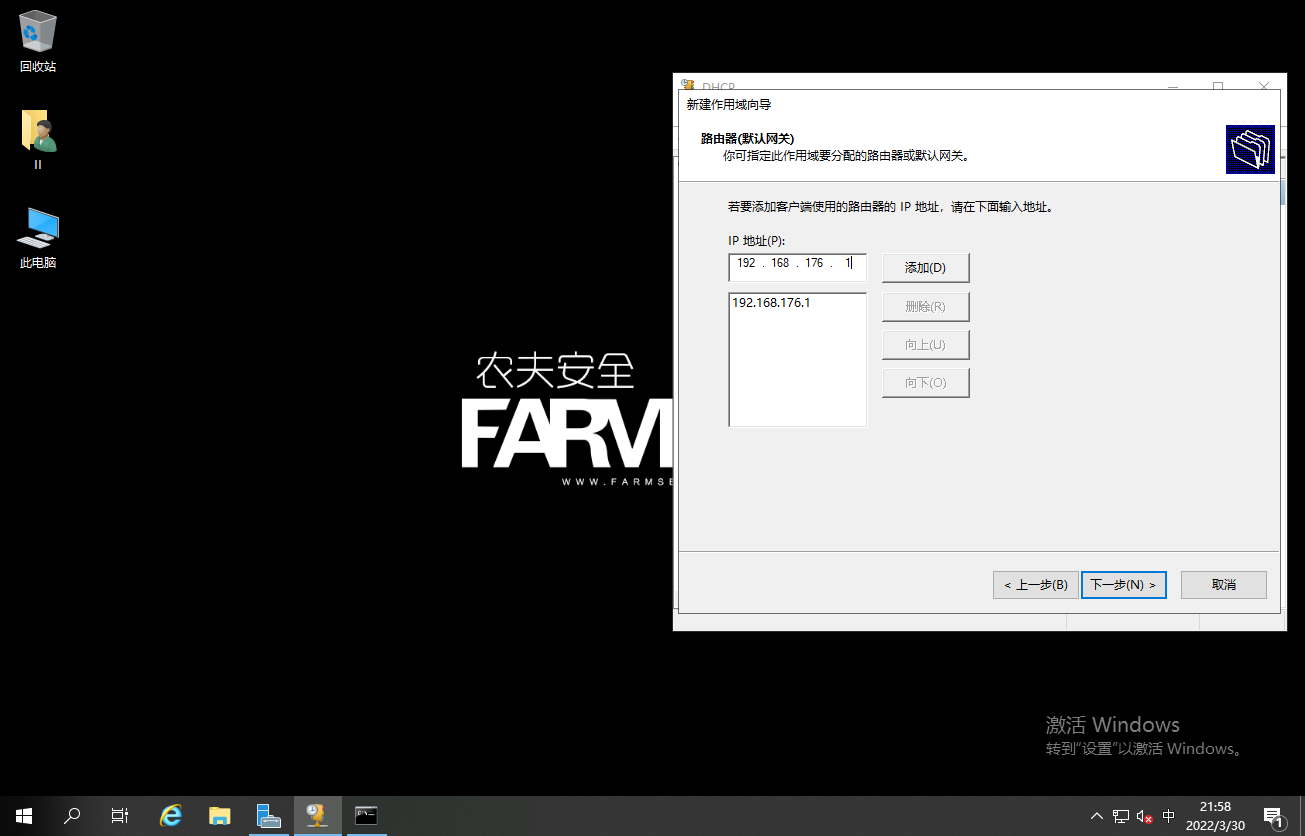 回收站
II
此电脑
农夫安全
FARM
WWW.FARMSE
DHCP
新建作用域向导
路由器(默认网关)
你可指定此作用域要分配的路由器或默认网关。
若要添加客户端使用的路由器的 IP 地址，请在下面输入地址。
IP 地址(P):
192 . 168 . 176 . 1
添加(D)
192.168.176.1
删除(R)
向上(U)
向下(O)
< 上一步(B)
下一步(N) >
取消
激活 Windows
转到"设置"以激活 Windows。
中
21:58
2022/3/30
1